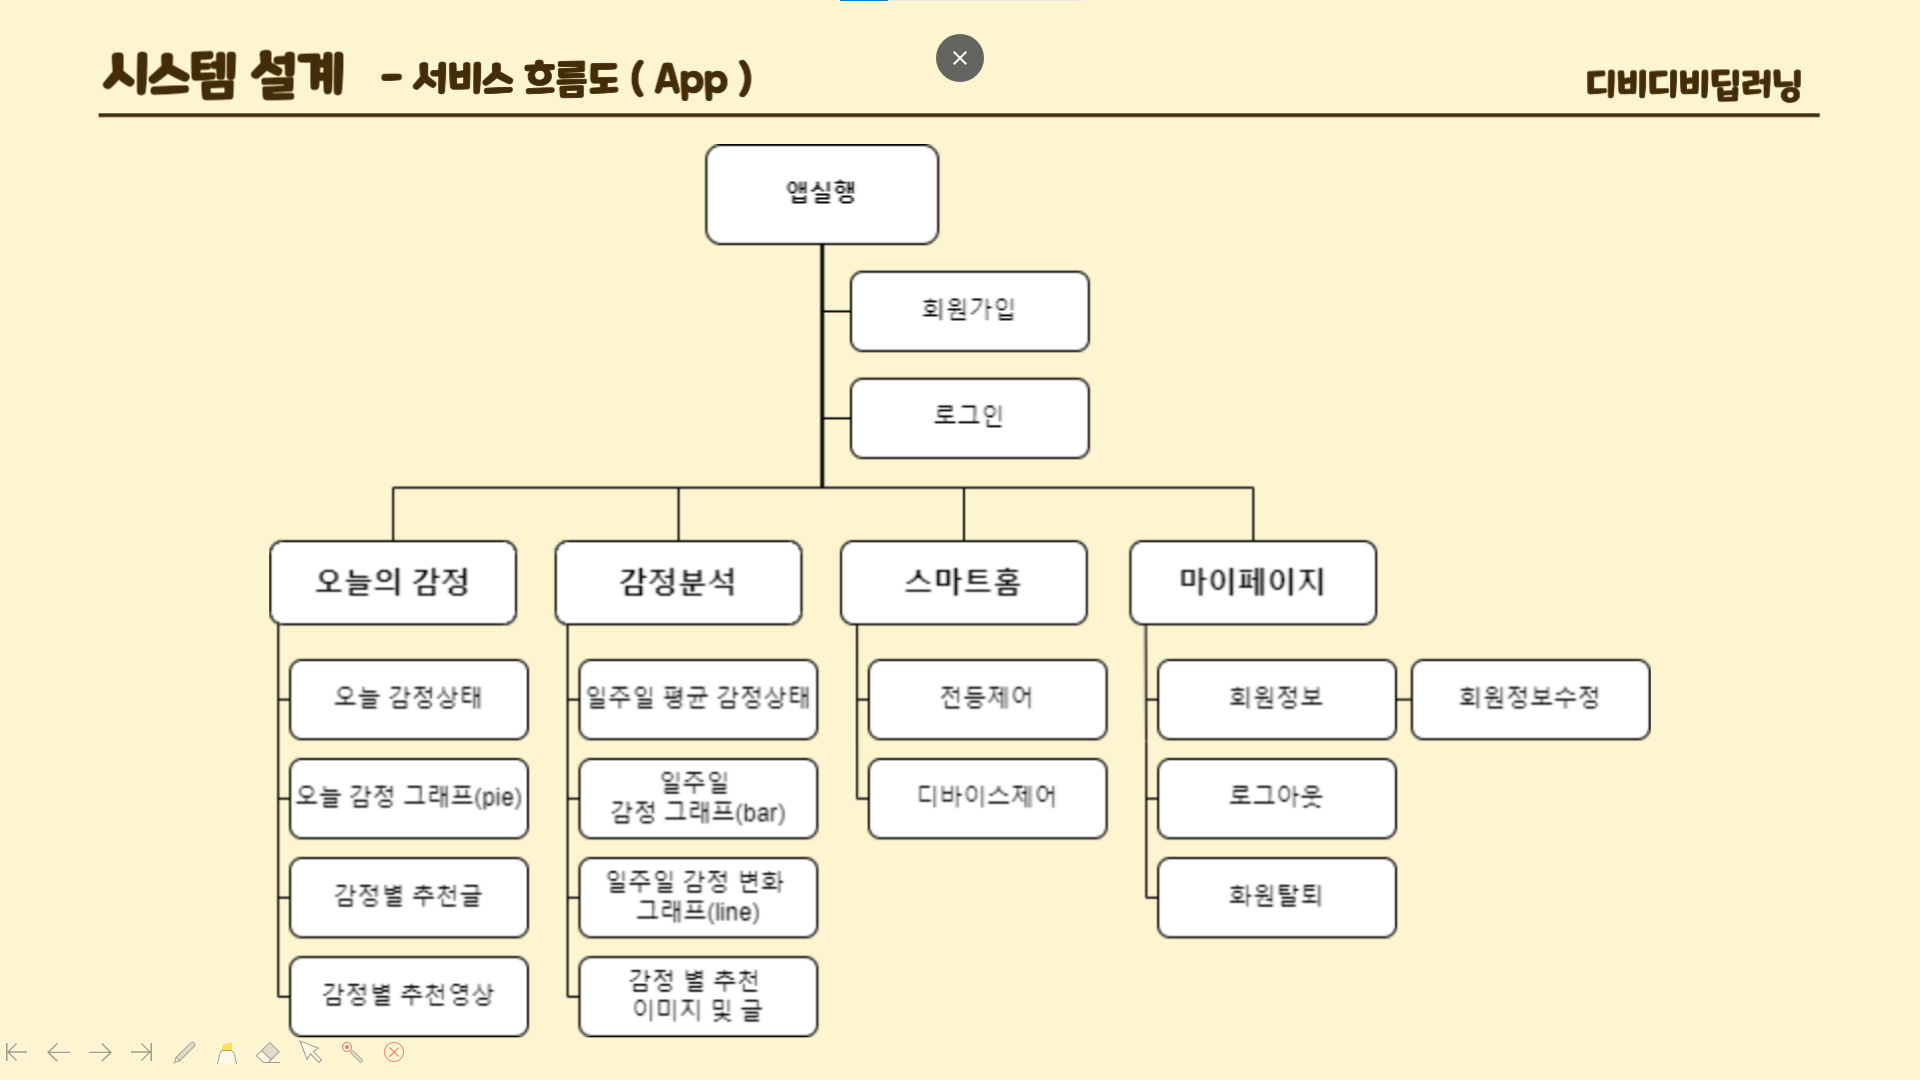 시스템 설계 - 서비스 흐름도 ( App )
디비디비딥러닝
앱실행
회원가입
로그인
오늘의 감정
감정분석
스마트홈
마이페이지
오늘 감정상태
일주일 평균 감정상태
전등제어
회원정보
회원정보수정
오늘 감정 그래프(pie)
일주일
감정 그래프(bar)
디바이스제어
로그아웃
감정별 추천글
일주일 감정 변화
그래프(line)
화원탈퇴
감정별 추천영상
감정 별 추천
이미지 및 글